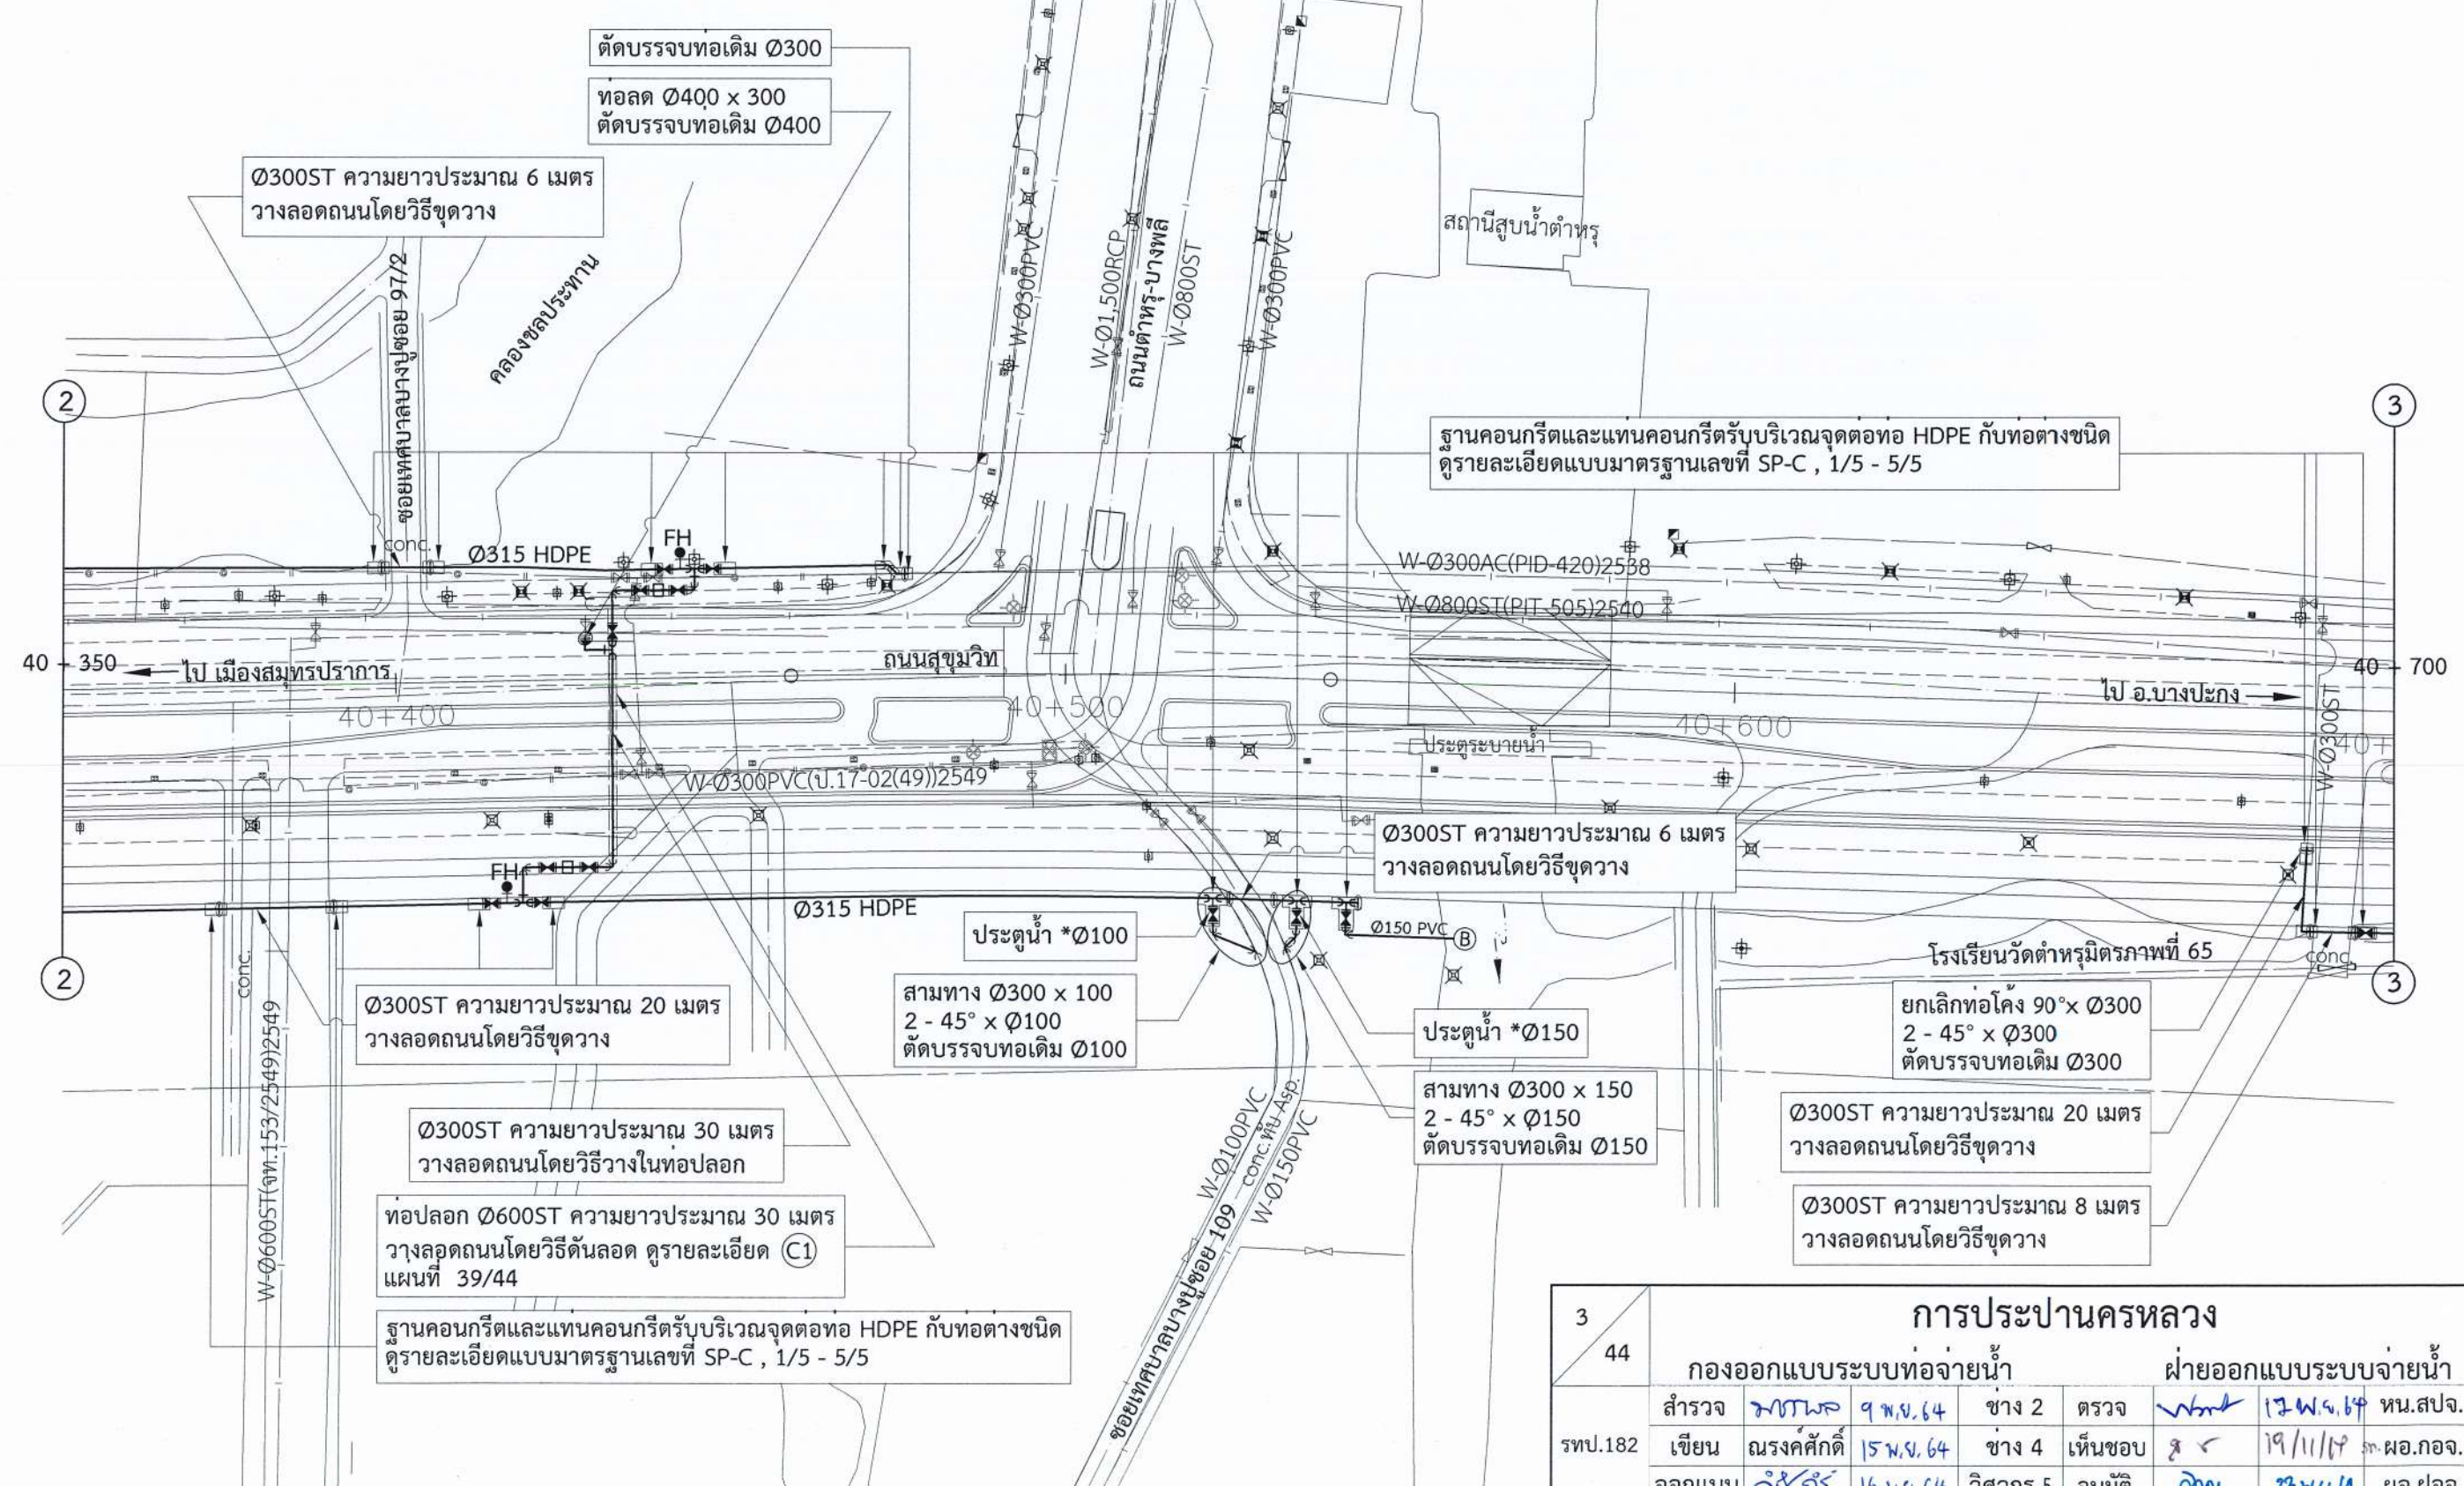 ตัดบรรจบท่อเดิม Ø300
ท่อลด Ø400 x 300
ตัดบรรจบท่อเดิม Ø400
Ø300ST ความยาวประมาณ 6 เมตร
วางลอดถนนโดยวิธีขุดวาง
ซอยเทศบาลบางปูซอย 97/2
คลองชลประทาน
W-Ø300PVC
W-Ø1,500RCP
ถนนตำหรุ-บางพลี
W-Ø800ST
W-Ø300PVC
สถานีสูบน้ำตำหรุ
2
3
ฐานคอนกรีตและแท่นคอนกรีตรับบริเวณจุดต่อท่อ HDPE กับท่อต่างชนิด
ดูรายละเอียดแบบมาตรฐานเลขที่ SP-C , 1/5 - 5/5
conc.
Ø315 HDPE
FH
W-Ø300AC(PID-420)2538
W-Ø800ST(PIT-505)2540
40 + 350
ไป เมืองสมุทรปราการ
ถนนสุขุมวิท
40 + 700
ไป อ.บางปะกง
40+400
40+500
40+600
40+
ประตูระบายน้ำ
W-Ø300ST
W-Ø300PVC(ป.17-02(49))2549
Ø300ST ความยาวประมาณ 6 เมตร
วางลอดถนนโดยวิธีขุดวาง
FH
Ø315 HDPE
ประตูน้ำ *Ø100
Ø150 PVC
B
โรงเรียนวัดตำหรุมิตรภาพที่ 65
conc.
conc.
2
3
Ø300ST ความยาวประมาณ 20 เมตร
วางลอดถนนโดยวิธีขุดวาง
สามทาง Ø300 x 100
2 - 45° x Ø100
ตัดบรรจบท่อเดิม Ø100
ประตูน้ำ *Ø150
ยกเลิกท่อโค้ง 90°x Ø300
2 - 45° x Ø300
ตัดบรรจบท่อเดิม Ø300
สามทาง Ø300 x 150
2 - 45° x Ø150
ตัดบรรจบท่อเดิม Ø150
W-Ø600ST(จท.153/2549)2549
Ø300ST ความยาวประมาณ 30 เมตร
วางลอดถนนโดยวิธีวางในท่อปลอก
Ø300ST ความยาวประมาณ 20 เมตร
วางลอดถนนโดยวิธีขุดวาง
W-Ø100PVC
conc.ทับ Asp.
W-Ø150PVC
ซอยเทศบาลบางปูซอย 109
ท่อปลอก Ø600ST ความยาวประมาณ 30 เมตร
วางลอดถนนโดยวิธีดันลอด ดูรายละเอียด C1
แผ่นที่ 39/44
Ø300ST ความยาวประมาณ 8 เมตร
วางลอดถนนโดยวิธีขุดวาง
ฐานคอนกรีตและแท่นคอนกรีตรับบริเวณจุดต่อท่อ HDPE กับท่อต่างชนิด
ดูรายละเอียดแบบมาตรฐานเลขที่ SP-C , 1/5 - 5/5
3
44
การประปานครหลวง
กองออกแบบระบบท่อจ่ายน้ำ ฝ่ายออกแบบระบบจ่ายน้ำ
สำรวจ 9 พ.ย. 64 ช่าง 2 ตรวจ 17 พ.ย. 64 หน.สปจ.
รทป.182 เขียน ณรงค์ศักดิ์ 15 พ.ย. 64 ช่าง 4 เห็นชอบ 19/11/64 ผอ.กอจ.